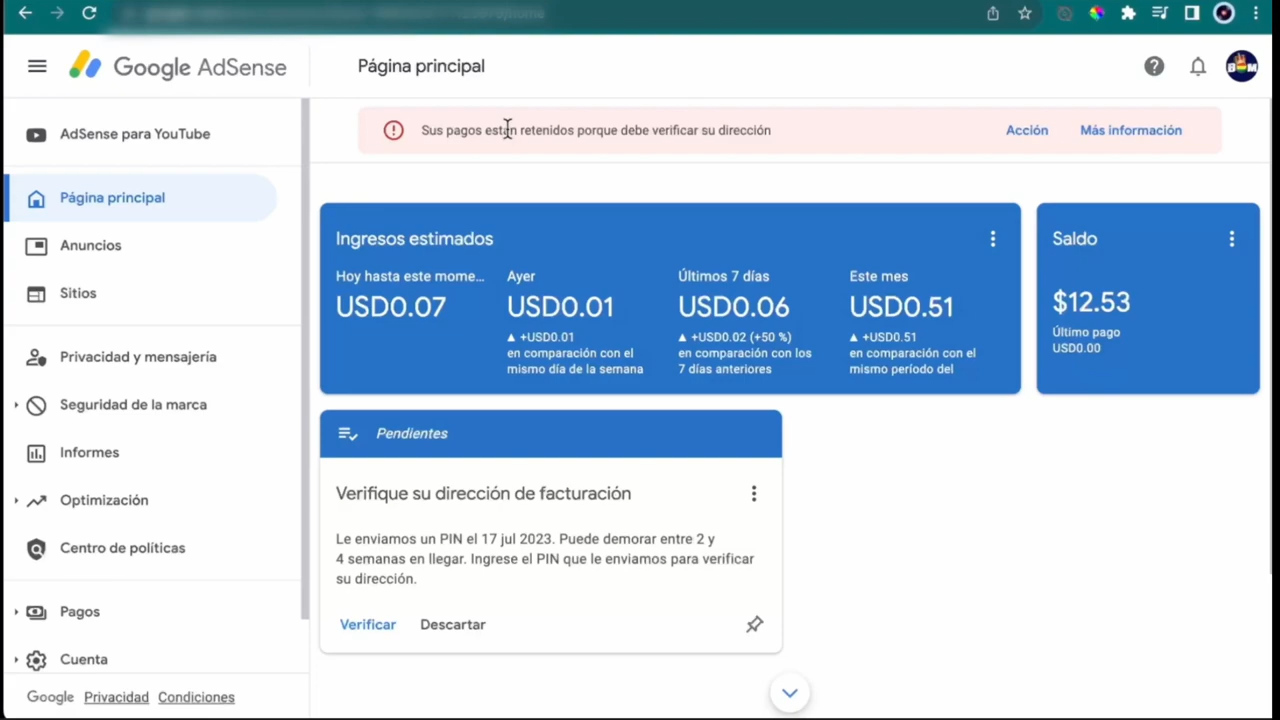 Google AdSense
Página principal
AdSense para YouTube
Página principal
Anuncios
Sitios
Privacidad y mensajería
Seguridad de la marca
Informes
Optimización
Centro de políticas
Pagos
Cuenta
Google Privacidad Condiciones
Sus pagos están retenidos porque debe verificar su dirección
Acción
Más información
Ingresos estimados
Hoy hasta este mome...
USD0.07
Ayer
USD0.01
▲ +USD0.01
en comparación con el
mismo día de la semana
Últimos 7 días
USD0.06
▲ +USD0.02 (+50 %)
en comparación con los
7 días anteriores
Este mes
USD0.51
▲ +USD0.51
en comparación con el
mismo período del
Saldo
$12.53
Último pago
USD0.00
Pendientes
Verifique su dirección de facturación
Le enviamos un PIN el 17 jul 2023. Puede demorar entre 2 y
4 semanas en llegar. Ingrese el PIN que le enviamos para verificar
su dirección.
Verificar
Descartar